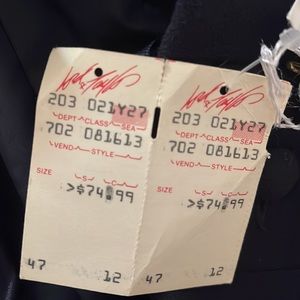 Lord & Taylor
203 021Y27
DEPT CLASS SEA
702 081613
VEND STYLE
SIZE S C
>$74.99
47 12
Lord & Taylor
203 021Y27
DEPT CLASS SEA
702 081613
VEND STYLE
SIZE S C
>$74.99
47 12